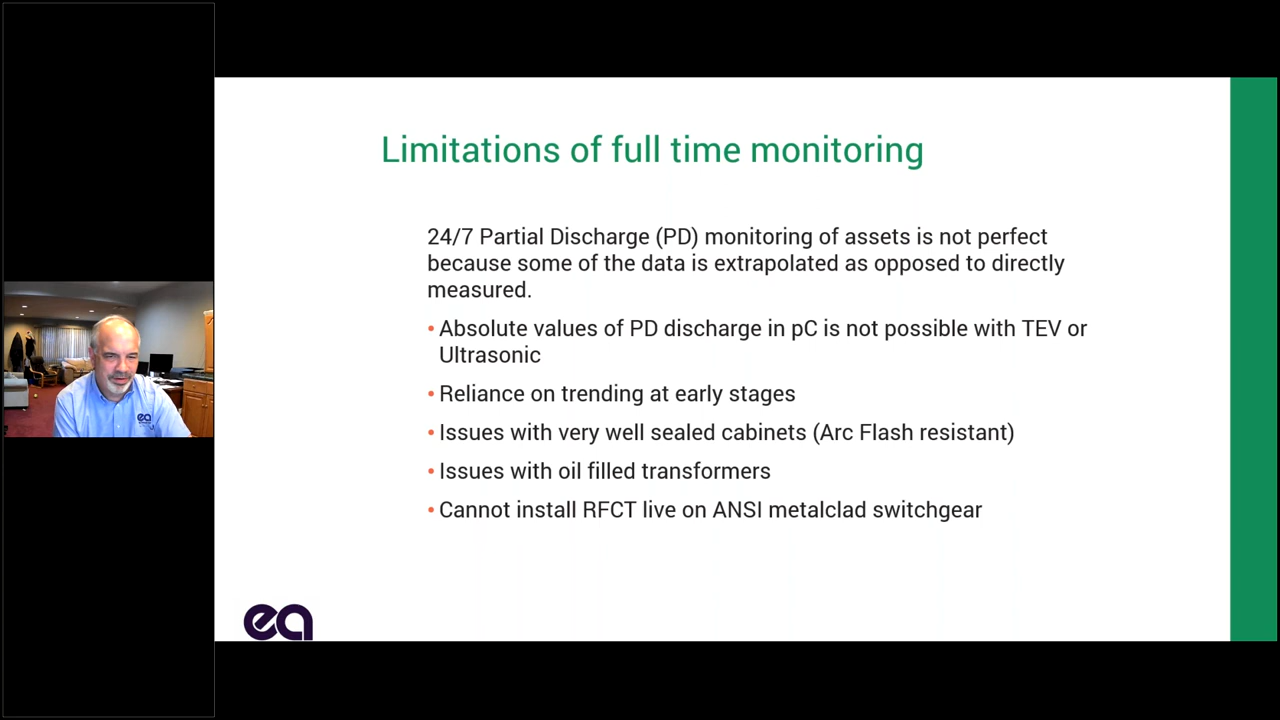 Limitations of full time monitoring
24/7 Partial Discharge (PD) monitoring of assets is not perfect
because some of the data is extrapolated as opposed to directly
measured.
• Absolute values of PD discharge in pC is not possible with TEV or
Ultrasonic
• Reliance on trending at early stages
• Issues with very well sealed cabinets (Arc Flash resistant)
• Issues with oil filled transformers
• Cannot install RFCT live on ANSI metalclad switchgear
ea
ea